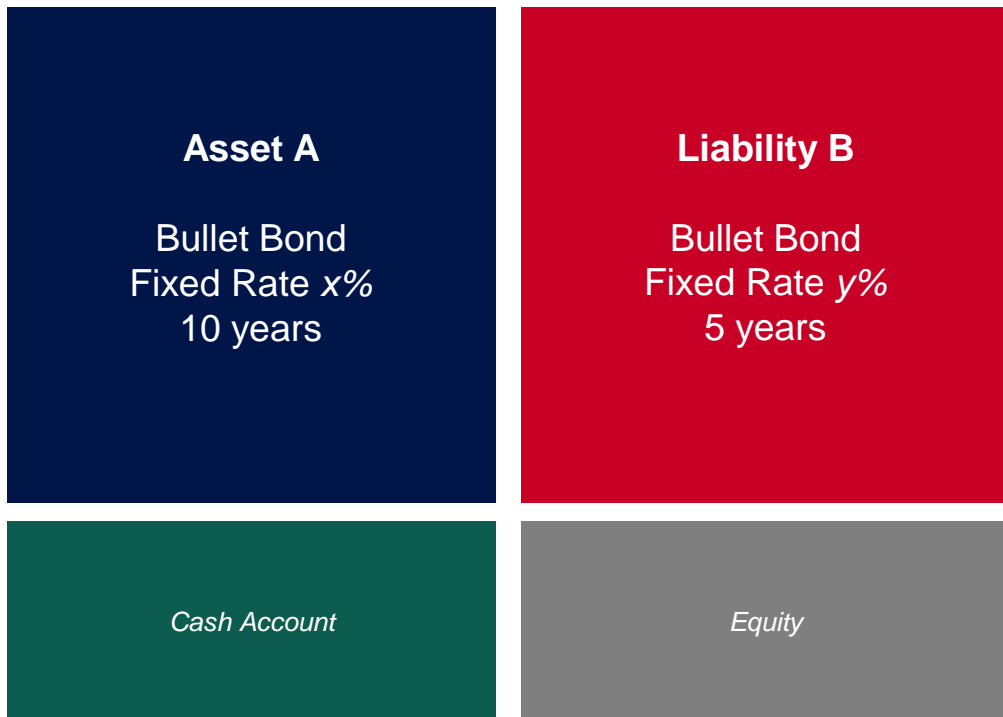 Asset A
Bullet Bond
Fixed Rate x%
10 years
Liability B
Bullet Bond
Fixed Rate y%
5 years
Cash Account
Equity